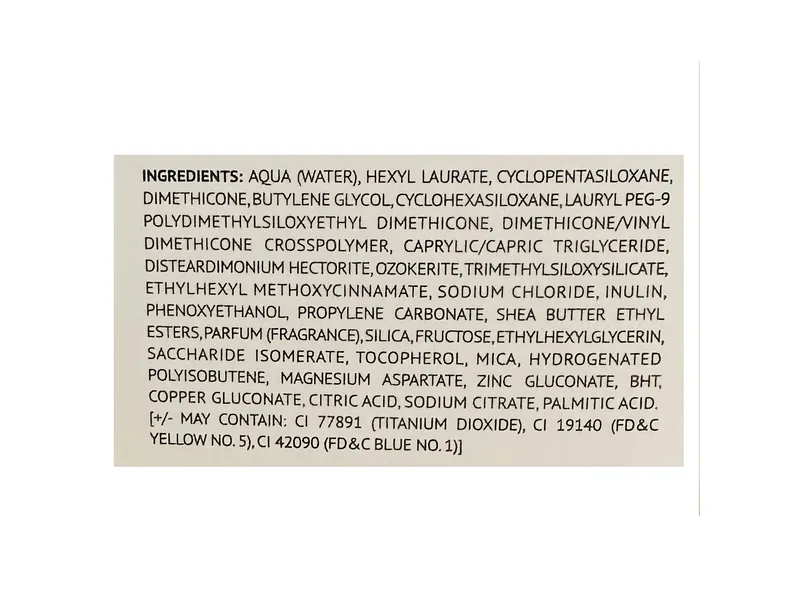 INGREDIENTS: AQUA (WATER), HEXYL LAURATE, CYCLOPENTASILOXANE,
DIMETHICONE, BUTYLENE GLYCOL, CYCLOHEXASILOXANE, LAURYL PEG-9
POLYDIMETHYLSILOXYETHYL DIMETHICONE, DIMETHICONE/VINYL
DIMETHICONE CROSSPOLYMER, CAPRYLIC/CAPRIC TRIGLYCERIDE,
DISTEARDIMONIUM HECTORITE, OZOKERITE, TRIMETHYLSILOXYSILICATE,
ETHYLHEXYL METHOXYCINNAMATE, SODIUM CHLORIDE, INULIN,
PHENOXYETHANOL, PROPYLENE CARBONATE, SHEA BUTTER ETHYL
ESTERS, PARFUM (FRAGRANCE), SILICA, FRUCTOSE, ETHYLHEXYLGLYCERIN,
SACCHARIDE ISOMERATE, TOCOPHEROL, MICA, HYDROGENATED
POLYISOBUTENE, MAGNESIUM ASPARTATE, ZINC GLUCONATE, BHT,
COPPER GLUCONATE, CITRIC ACID, SODIUM CITRATE, PALMITIC ACID.
[+/- MAY CONTAIN: CI 77891 (TITANIUM DIOXIDE), CI 19140 (FD&C
YELLOW NO. 5), CI 42090 (FD&C BLUE NO. 1)]